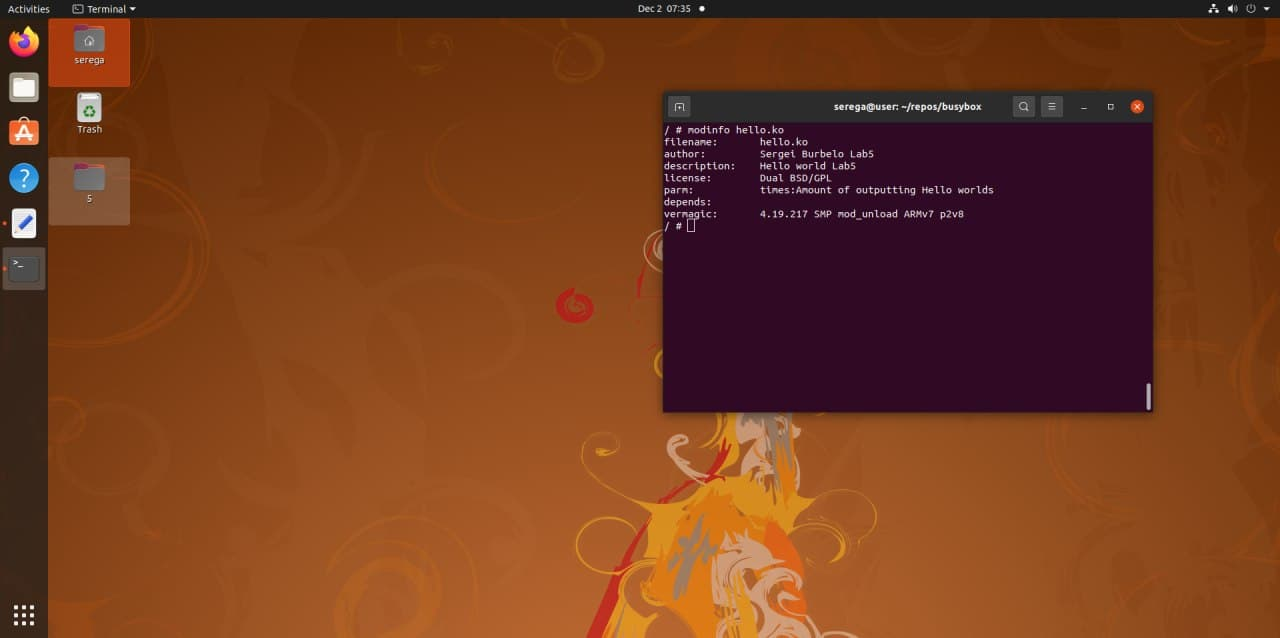 Activities
Terminal
Dec 2 07:35
serega
Trash
5
serega@user: ~/repos/busybox
/ # modinfo hello.ko
filename:       hello.ko
author:         Sergei Burbelo Lab5
description:    Hello world Lab5
license:        Dual BSD/GPL
parm:           times:Amount of outputting Hello worlds
depends:
vermagic:       4.19.217 SMP mod_unload ARMv7 p2v8
/ #